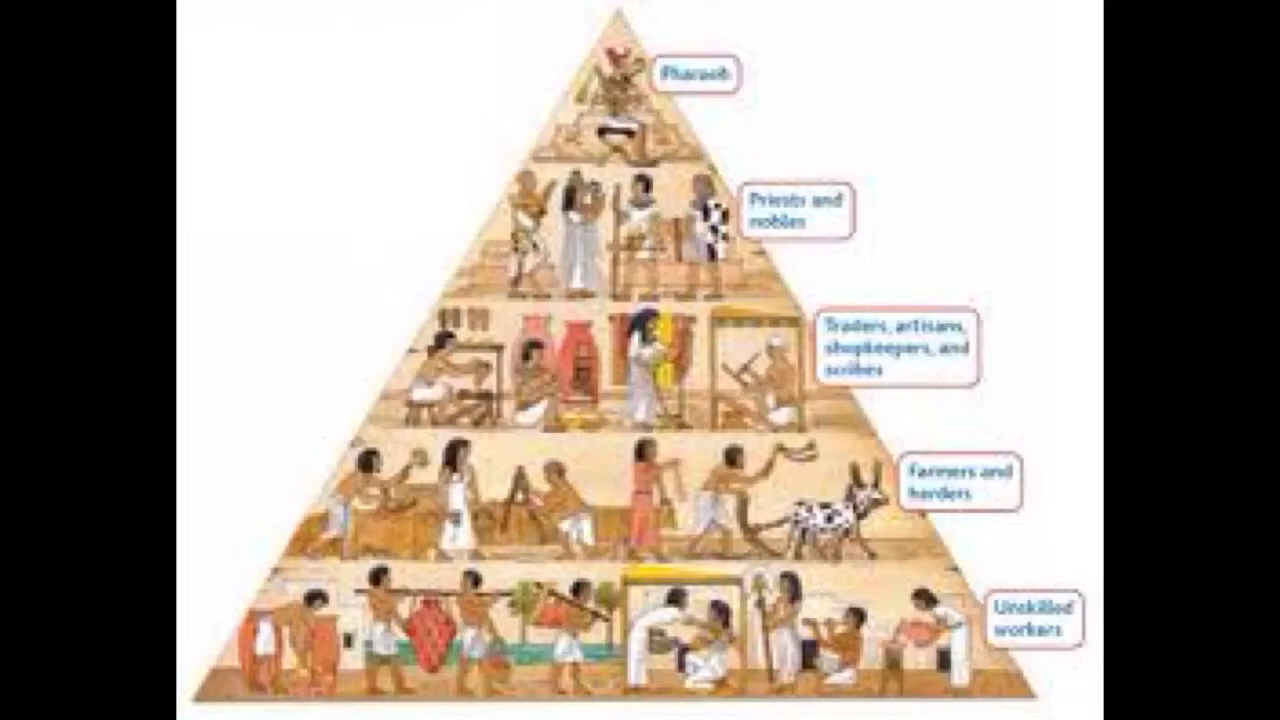 Pharaoh
Priests and
nobles
Traders, artisans,
shopkeepers, and
scribes
Farmers and
herders
Unskilled
workers